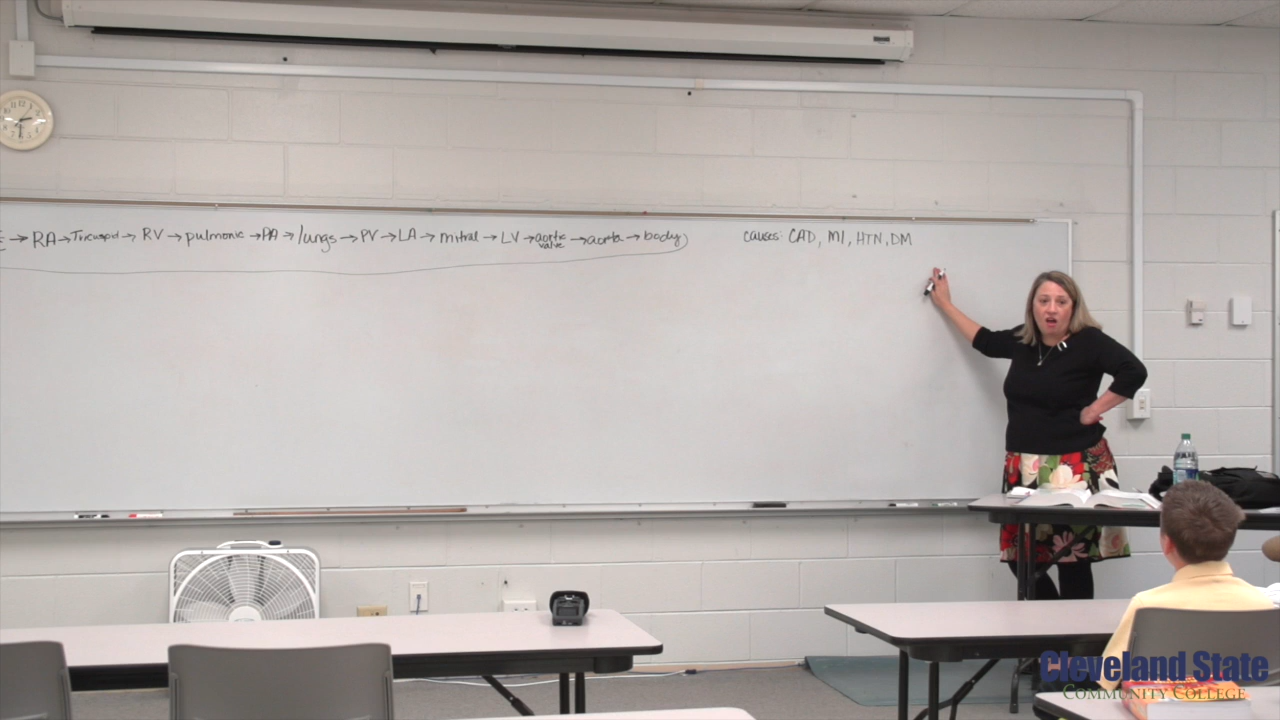 → RA → Tricuspid → RV → pulmonic → PA → lungs → PV → LA → mitral → LV → aortic valve → aorta → body
causes: CAD, MI, HTN, DM
Cleveland State
COMMUNITY COLLEGE